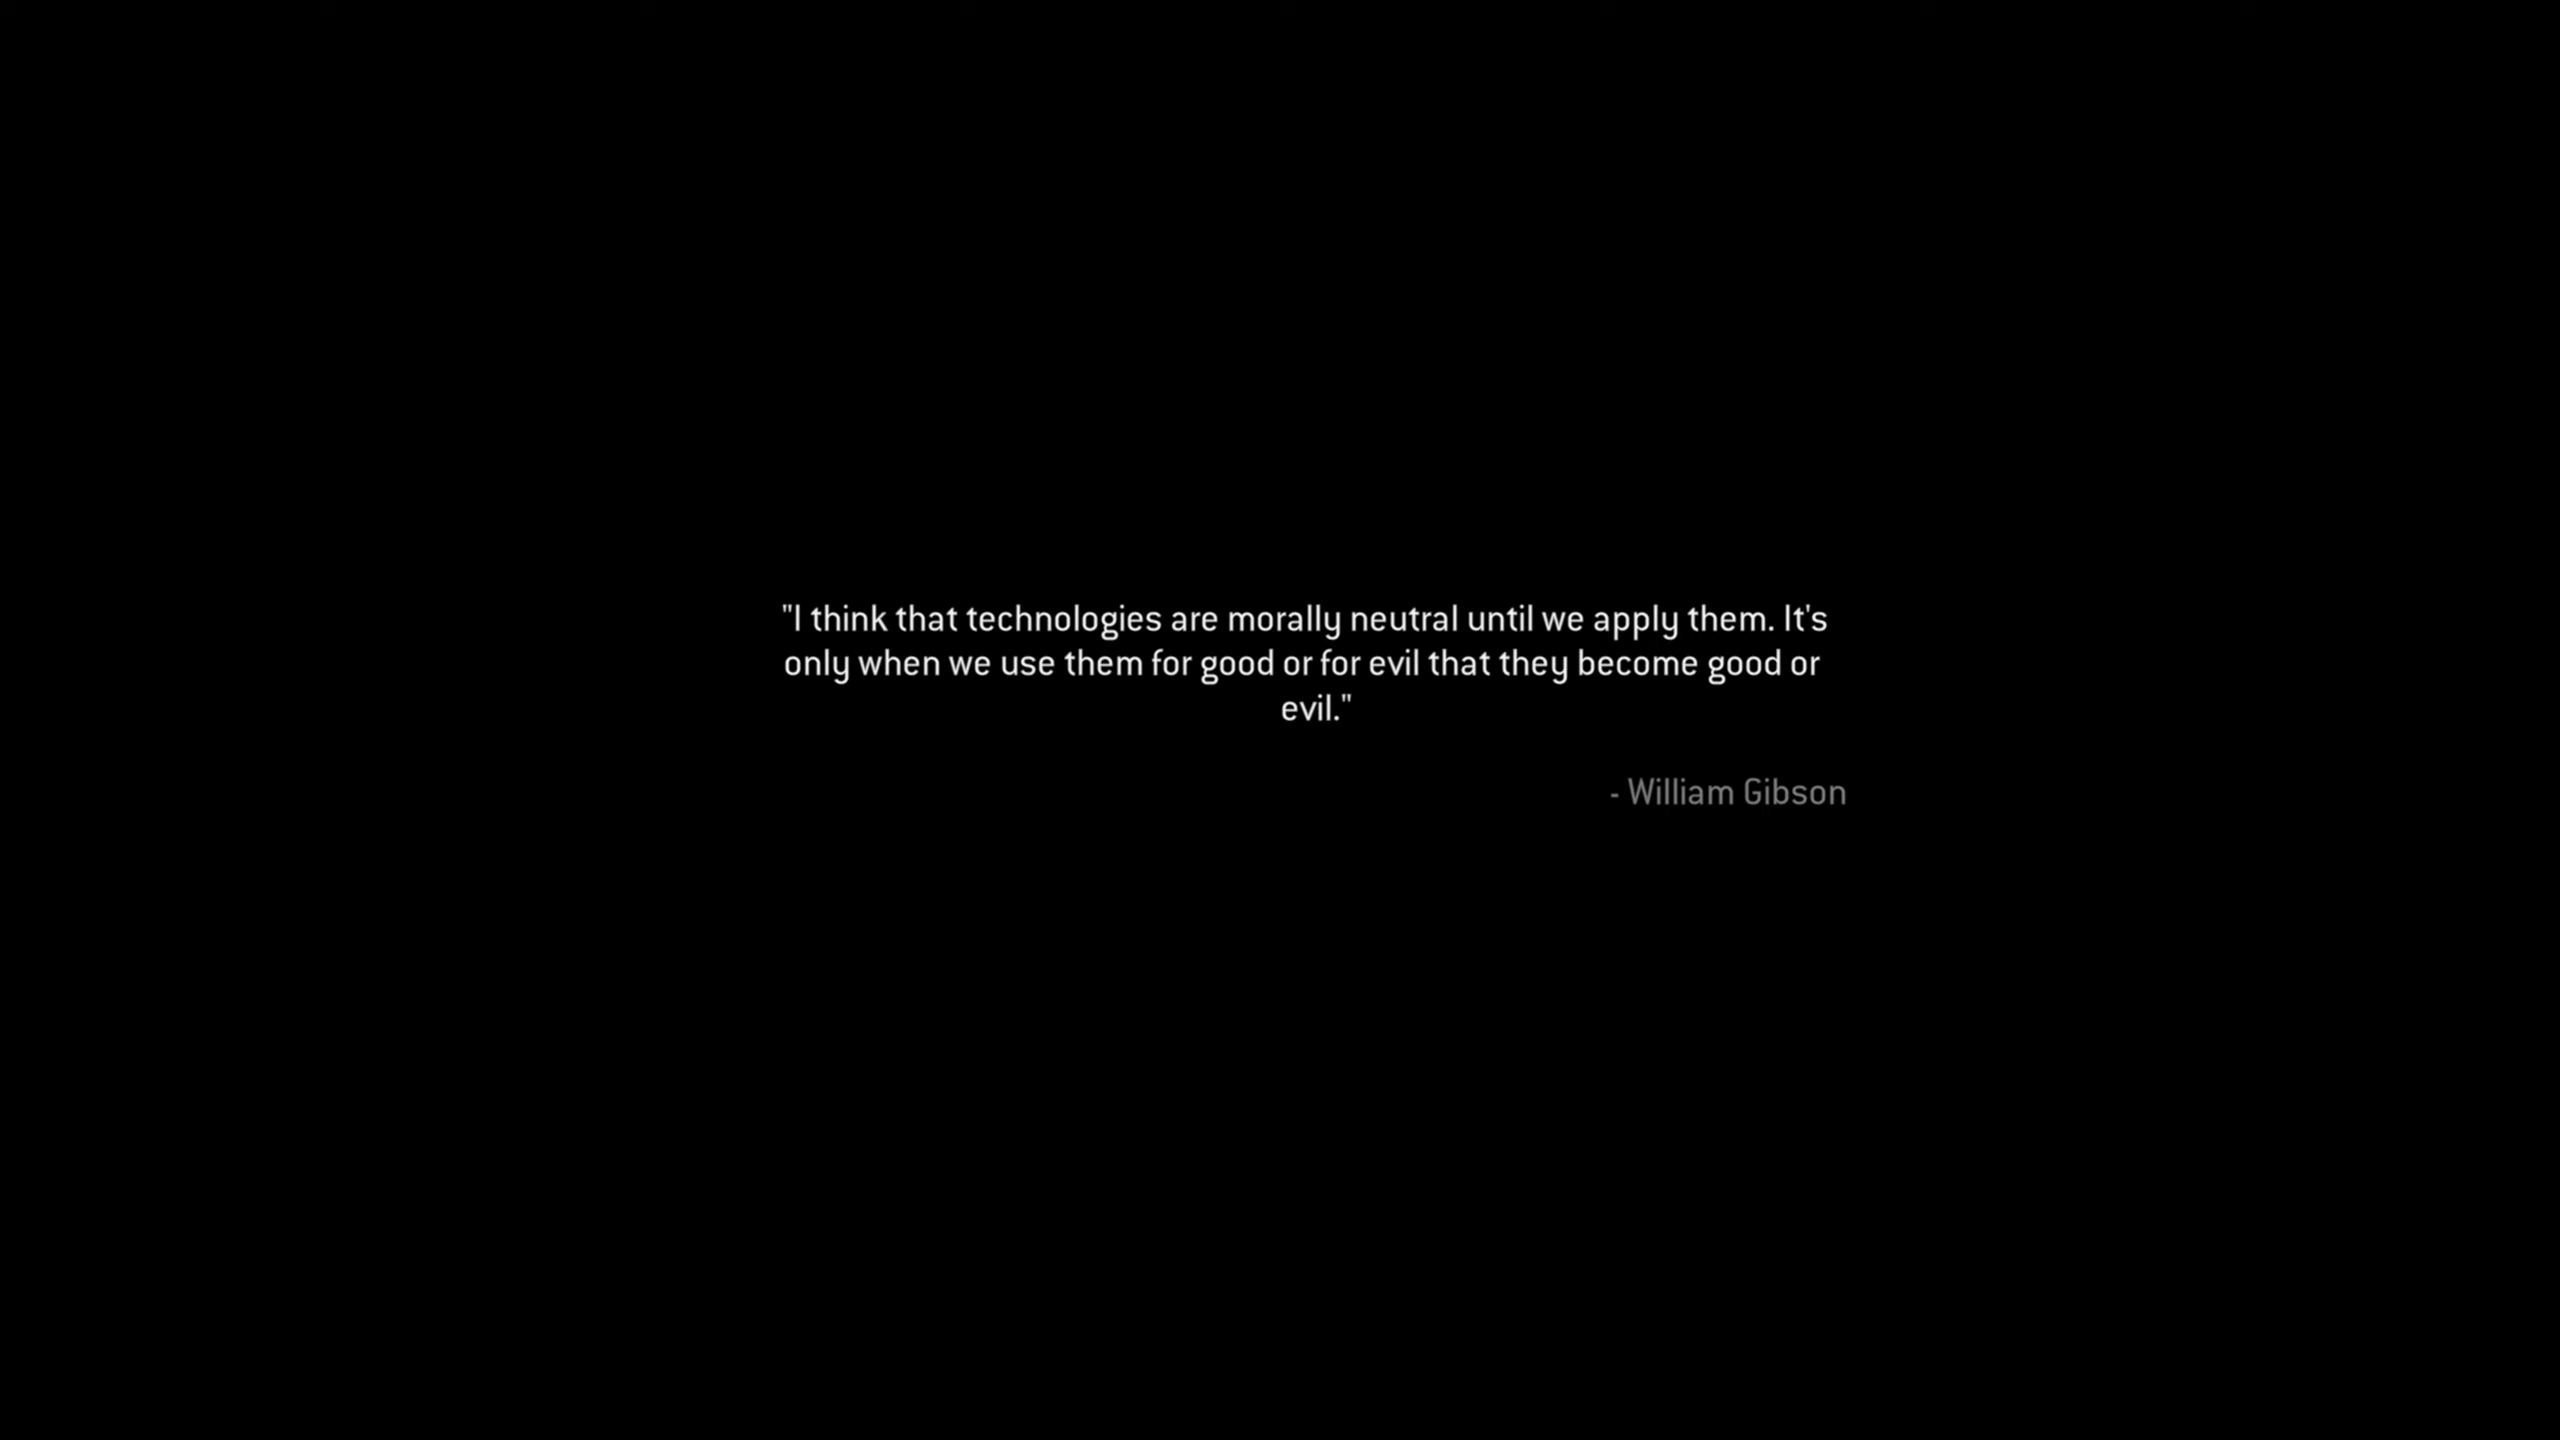 "I think that technologies are morally neutral until we apply them. It's
only when we use them for good or for evil that they become good or
evil."
- William Gibson